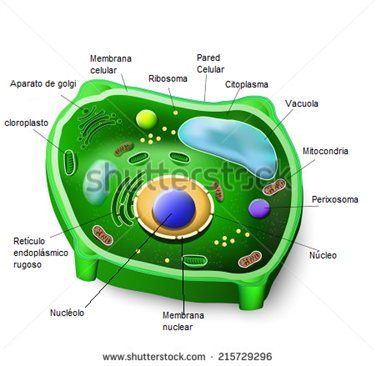 Membrana
celular
Pared
Celular
Ribosoma
Citoplasma
Aparato de golgi
Vacuola
cloroplasto
Mitocondria
shutterstock
Perixosoma
Retículo
endoplásmico
rugoso
Núcleo
Nucléolo
Membrana
nuclear
www.shutterstock.com · 215729296